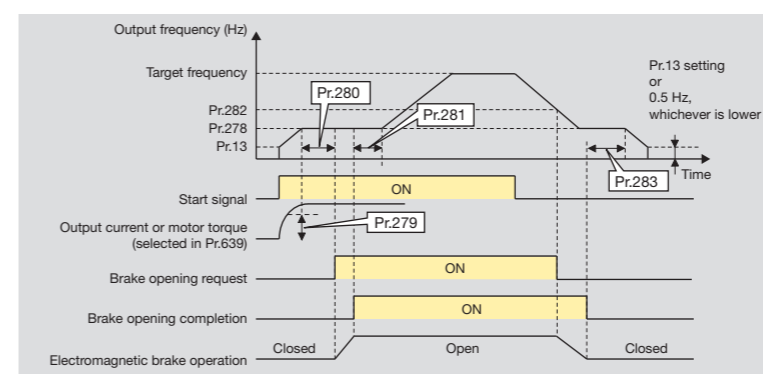 Output frequency (Hz)
Target frequency
Pr.282
Pr.278
Pr.13
Pr.280
Pr.281
Pr.13 setting
or
0.5 Hz,
whichever is lower
Time
Pr.283
Start signal
ON
Output current or motor torque
(selected in Pr.639)
Pr.279
Brake opening request
ON
Brake opening completion
ON
Electromagnetic brake operation
Closed
Open
Closed